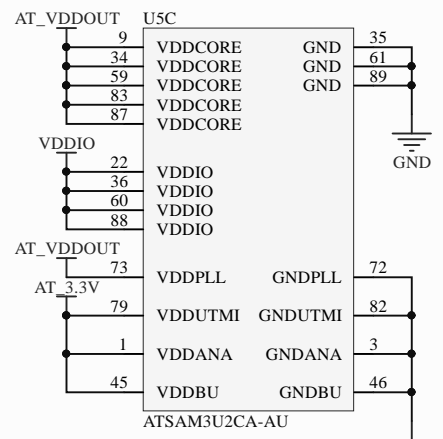 AT_VDDOUT U5C
9 VDDCORE GND 35
34 VDDCORE GND 61
59 VDDCORE GND 89
83 VDDCORE
87 VDDCORE
VDDIO
GND
22 VDDIO
36 VDDIO
60 VDDIO
88 VDDIO
AT_VDDOUT
73 VDDPLL GNDPLL 72
AT_3.3V
79 VDDUTMI GNDUTMI 82
1 VDDANA GNDANA 3
45 VDDBU GNDBU 46
ATSAM3U2CA-AU